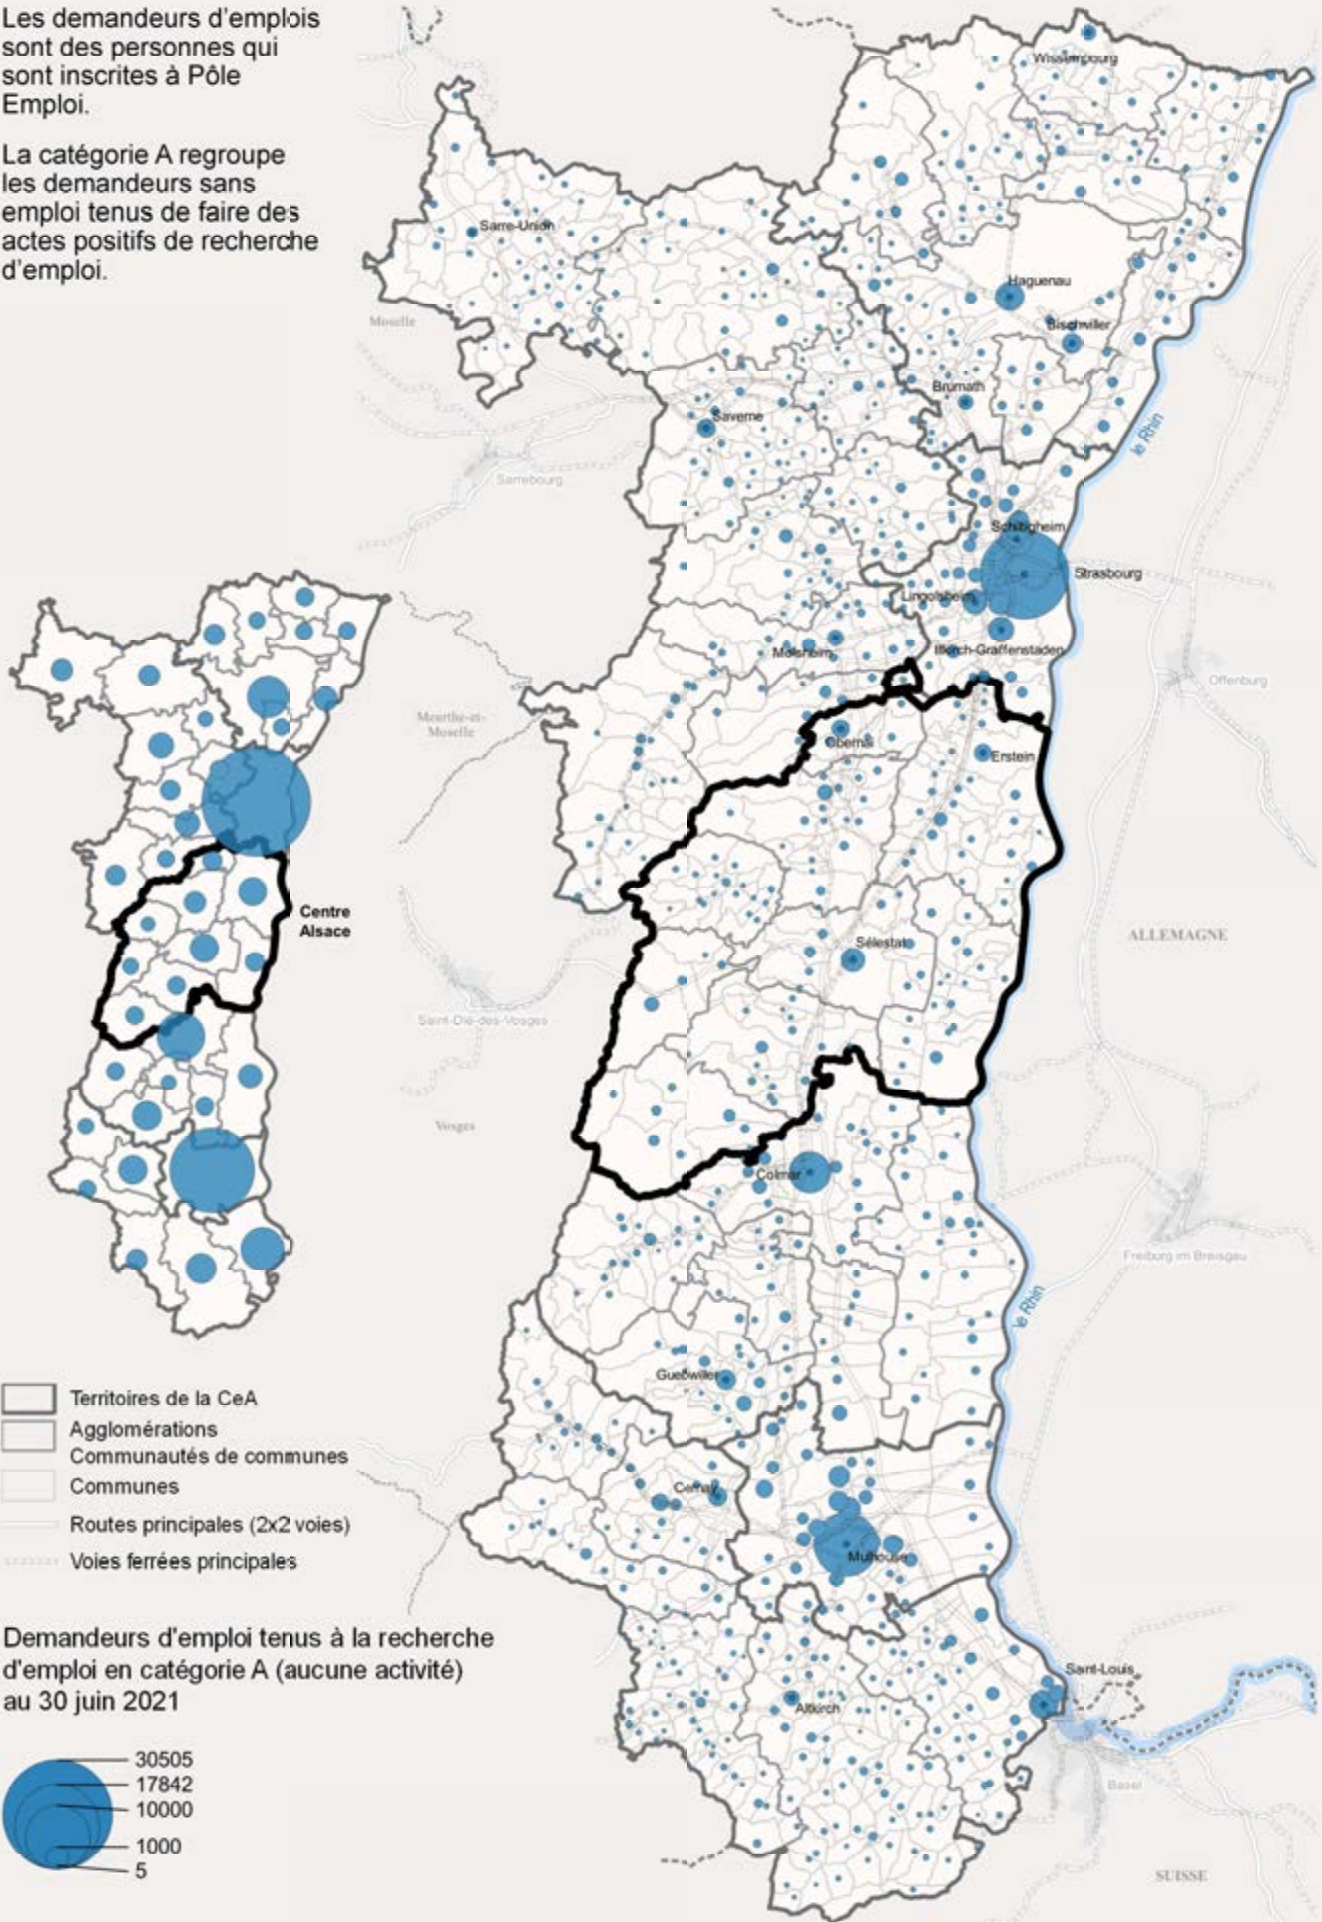 Les demandeurs d'emplois
sont des personnes qui
sont inscrites à Pôle
Emploi.
La catégorie A regroupe
les demandeurs sans
emploi tenus de faire des
actes positifs de recherche
d'emploi.
Wissembourg
Sarre-Union
Haguenau
Moselle
Bischwiller
Brumath
Saverne
le Rhin
Sarrebourg
Schiltigheim
Strasbourg
Lingolsheim
Molsheim
Illkirch-Graffenstaden
Offenburg
Meurthe-et-
Moselle
Obernai
Erstein
Centre
Alsace
ALLEMAGNE
Sélestat
Saint-Dié-des-Vosges
Vosges
Colmar
Freiburg im Breisgau
le Rhin
Guebwiller
Territoires de la CeA
Agglomérations
Communautés de communes
Communes
Routes principales (2x2 voies)
Voies ferrées principales
Cernay
Mulhouse
Demandeurs d'emploi tenus à la recherche
d'emploi en catégorie A (aucune activité)
au 30 juin 2021
Saint-Louis
Altkirch
Basel
30505
17842
10000
1000
5
SUISSE